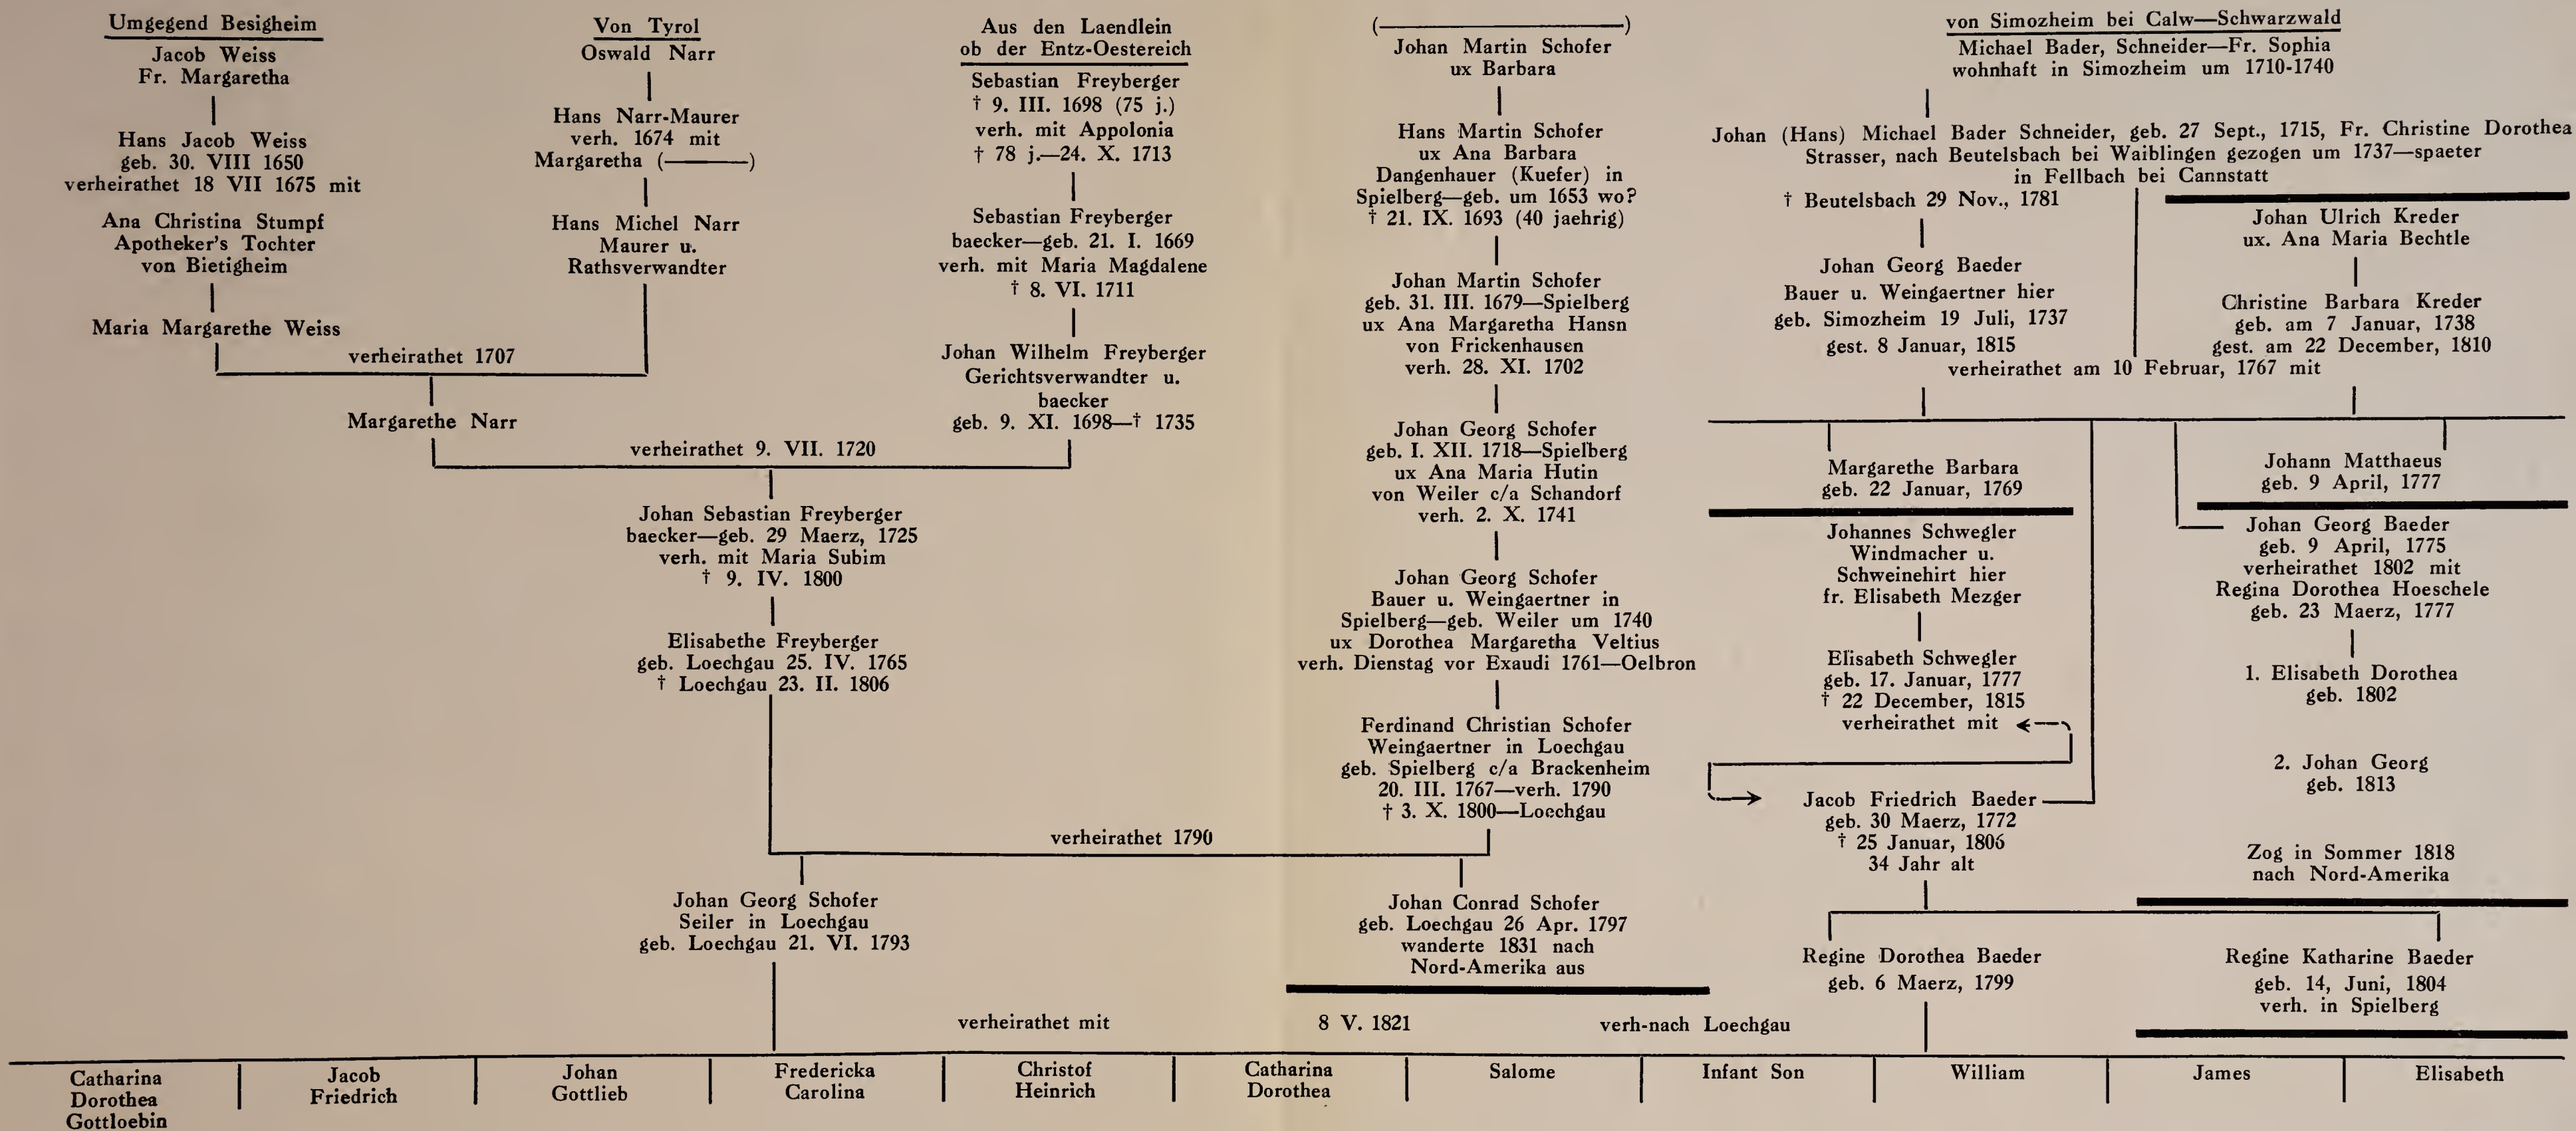 Umgegend Besigheim
Jacob Weiss
Fr. Margaretha
Hans Jacob Weiss
geb. 30. VIII 1650
verheirathet 18 VII 1675 mit
Ana Christina Stumpf
Apotheker's Tochter
von Bietigheim
Maria Margarethe Weiss
Von Tyrol
Oswald Narr
Hans Narr-Maurer
verh. 1674 mit
Margaretha (———)
Hans Michel Narr
Maurer u.
Rathsverwandter
verheirathet 1707
Margarethe Narr
Aus den Laendlein
ob der Entz-Oestereich
Sebastian Freyberger
† 9. III. 1698 (75 j.)
verh. mit Appolonia
† 78 j.—24. X. 1713
Sebastian Freyberger
baecker—geb. 21. I. 1669
verh. mit Maria Magdalene
† 8. VI. 1711
Johan Wilhelm Freyberger
Gerichtsverwandter u.
baecker
geb. 9. XI. 1698—† 1735
verheirathet 9. VII. 1720
Johan Sebastian Freyberger
baecker—geb. 29 Maerz, 1725
verh. mit Maria Subim
† 9. IV. 1800
Elisabethe Freyberger
geb. Loechgau 25. IV. 1765
† Loechgau 23. II. 1806
(————————)
Johan Martin Schofer
ux Barbara
Hans Martin Schofer
ux Ana Barbara
Dangenhauer (Kuefer) in
Spielberg—geb. um 1653 wo?
† 21. IX. 1693 (40 jaehrig)
Johan Martin Schofer
geb. 31. III. 1679—Spielberg
ux Ana Margaretha Hansn
von Frickenhausen
verh. 28. XI. 1702
Johan Georg Schofer
geb. I. XII. 1718—Spielberg
ux Ana Maria Hutin
von Weiler c/a Schandorf
verh. 2. X. 1741
Johan Georg Schofer
Bauer u. Weingaertner in
Spielberg—geb. Weiler um 1740
ux Dorothea Margaretha Veltius
verh. Dienstag vor Exaudi 1761—Oelbron
Ferdinand Christian Schofer
Weingaertner in Loechgau
geb. Spielberg c/a Brackenheim
20. III. 1767—verh. 1790
† 3. X. 1800—Loechgau
verheirathet 1790
Johan Georg Schofer
Seiler in Loechgau
geb. Loechgau 21. VI. 1793
Johan Conrad Schofer
geb. Loechgau 26 Apr. 1797
wanderte 1831 nach
Nord-Amerika aus
von Simozheim bei Calw—Schwarzwald
Michael Bader, Schneider—Fr. Sophia
wohnhaft in Simozheim um 1710-1740
Johan (Hans) Michael Bader Schneider, geb. 27 Sept., 1715, Fr. Christine Dorothea
Strasser, nach Beutelsbach bei Waiblingen gezogen um 1737—spaeter
in Fellbach bei Cannstatt
† Beutelsbach 29 Nov., 1781
Johan Georg Baeder
Bauer u. Weingaertner hier
geb. Simozheim 19 Juli, 1737
gest. 8 Januar, 1815
Johan Ulrich Kreder
ux. Ana Maria Bechtle
Christine Barbara Kreder
geb. am 7 Januar, 1738
gest. am 22 December, 1810
verheirathet am 10 Februar, 1767 mit
Margarethe Barbara
geb. 22 Januar, 1769
Johannes Schwegler
Windmacher u.
Schweinehirt hier
fr. Elisabeth Mezger
Elisabeth Schwegler
geb. 17. Januar, 1777
† 22 December, 1815
verheirathet mit
Jacob Friedrich Baeder
geb. 30 Maerz, 1772
† 25 Januar, 1806
34 Jahr alt
Johann Matthaeus
geb. 9 April, 1777
Johan Georg Baeder
geb. 9 April, 1775
verheirathet 1802 mit
Regina Dorothea Hoeschele
geb. 23 Maerz, 1777
1. Elisabeth Dorothea
geb. 1802
2. Johan Georg
geb. 1813
Zog in Sommer 1818
nach Nord-Amerika
Regine Dorothea Baeder
geb. 6 Maerz, 1799
Regine Katharine Baeder
geb. 14, Juni, 1804
verh. in Spielberg
verheirathet mit 8 V. 1821 verh-nach Loechgau
Catharina
Dorothea
Gottloebin
Jacob
Friedrich
Johan
Gottlieb
Fredericka
Carolina
Christof
Heinrich
Catharina
Dorothea
Salome
Infant Son
William
James
Elisabeth